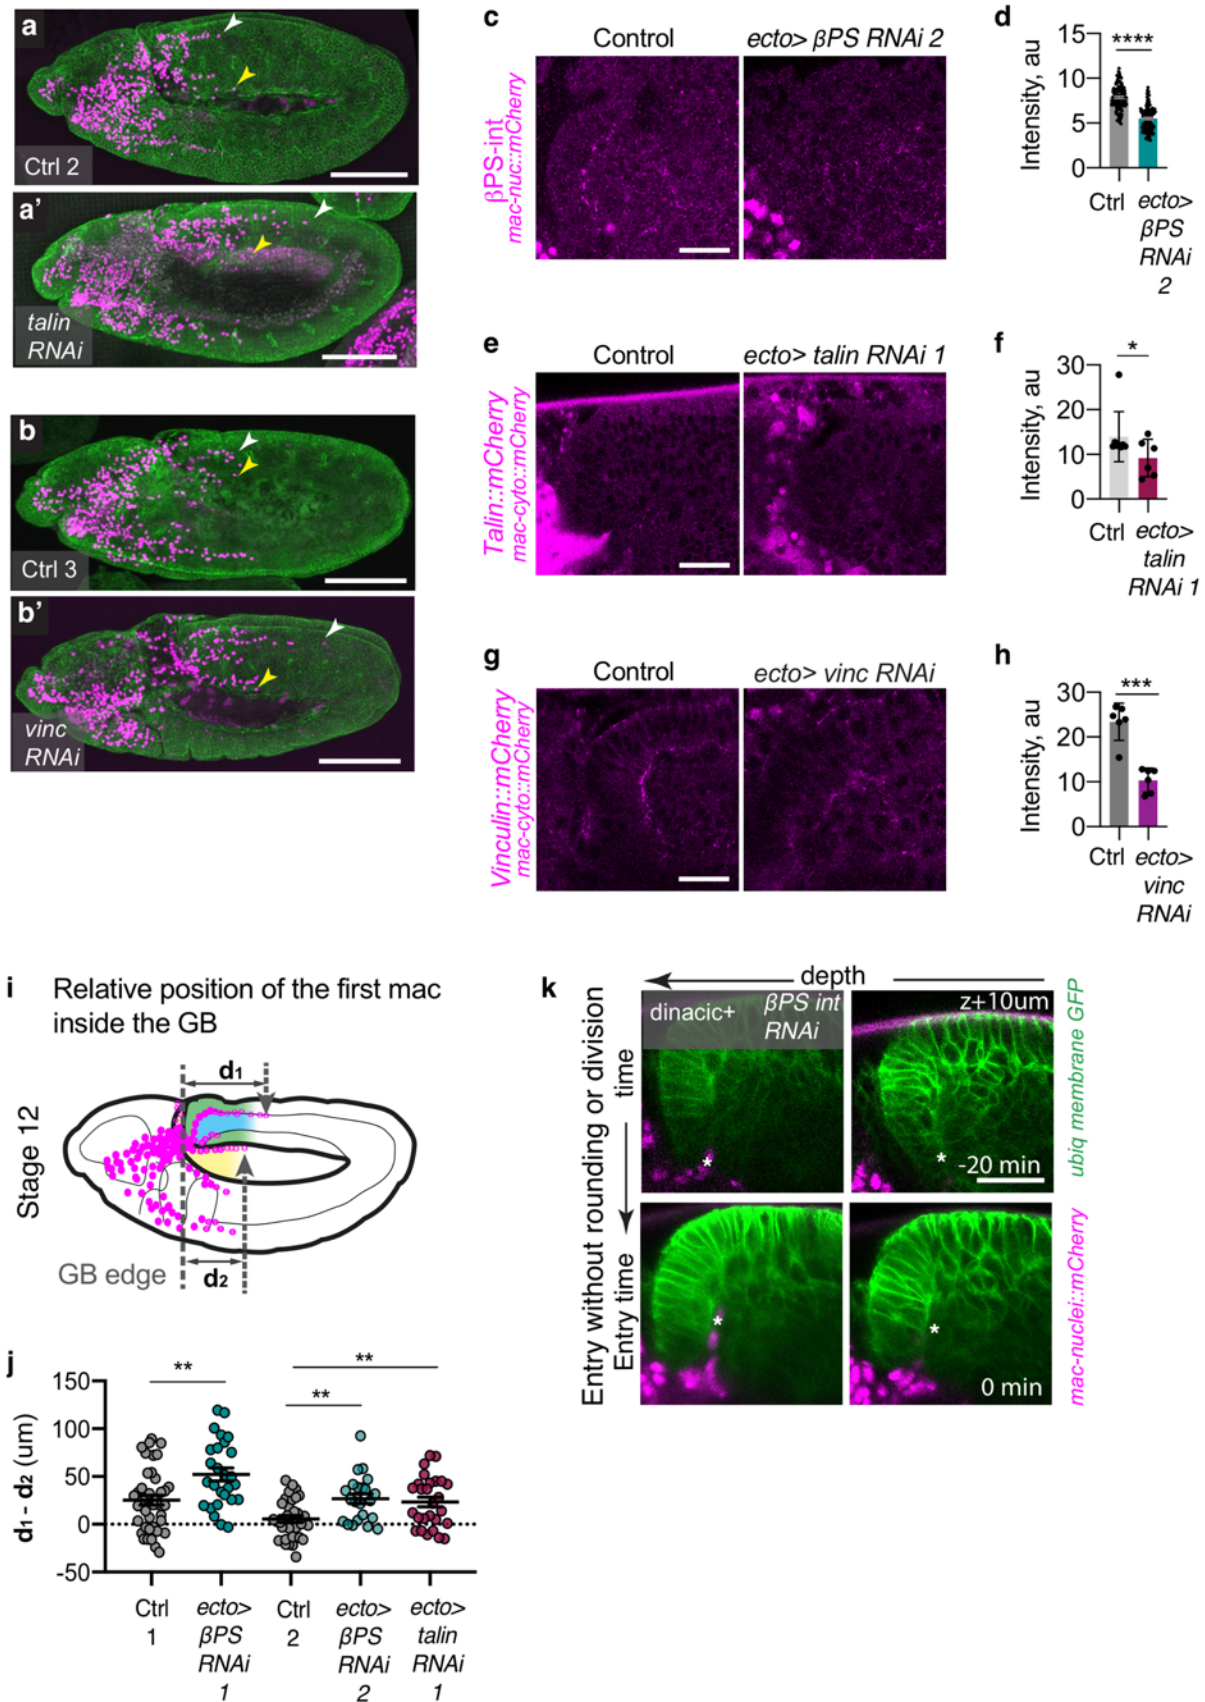 a
Ctrl 2
a'
talin
RNAi
b
Ctrl 3
b'
vinc
RNAi
c
Control
ecto> βPS RNAi 2
βPS-int
mac-nuc::mCherry
d
Intensity, au
15
10
5
0
****
Ctrl
ecto>
βPS
RNAi
2
e
Control
ecto> talin RNAi 1
Talin::mCherry
mac-cyto::mCherry
f
Intensity, au
30
20
10
0
*
Ctrl
ecto>
talin
RNAi 1
g
Control
ecto> vinc RNAi
Vinculin::mCherry
mac-cyto::mCherry
h
Intensity, au
30
20
10
0
***
Ctrl
ecto>
vinc
RNAi
i
Relative position of the first mac
inside the GB
Stage 12
d1
GB edge
d2
j
d1 - d2 (um)
150
100
50
0
-50
**
**
**
Ctrl
1
ecto>
βPS
RNAi
1
Ctrl
2
ecto>
βPS
RNAi
2
ecto>
talin
RNAi
1
k
depth
Entry without rounding or division
time
Entry time
dinacic+
βPS int
RNAi
z+10um
*
*
-20 min
*
*
0 min
ubiq membrane GFP
mac-nuclei::mCherry